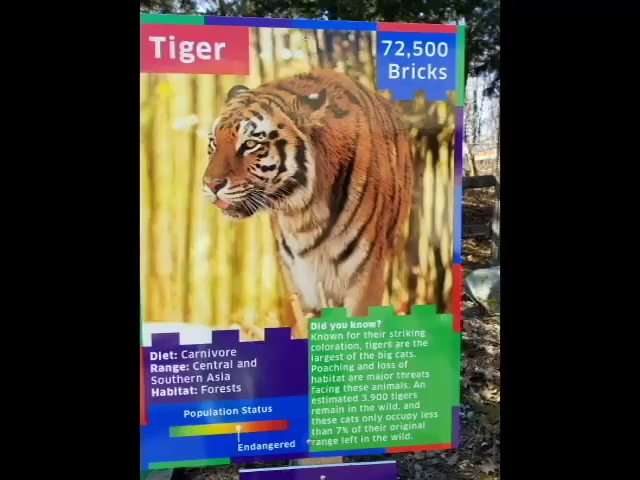 Tiger
72,500
Bricks
Diet: Carnivore
Range: Central and
Southern Asia
Habitat: Forests
Population Status
Endangered
Did you know?
Known for their striking
coloration, tigers are the
largest of the big cats.
Poaching and loss of
habitat are major threats
facing these animals. An
estimated 3,900 tigers
remain in the wild, and
these cats only occupy less
than 7% of their original
range left in the wild.